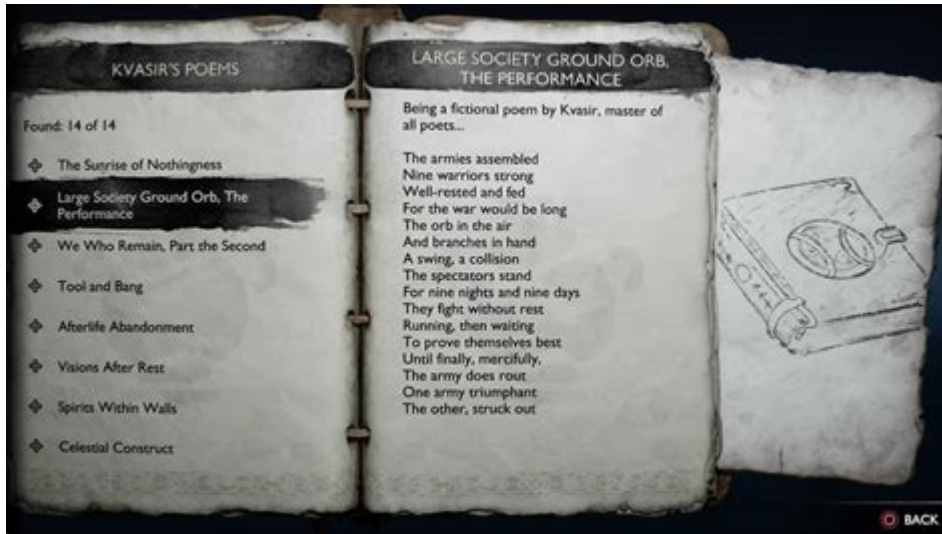 KVASIR'S POEMS
Found: 14 of 14
The Sunrise of Nothingness
Large Society Ground Orb, The
Performance
We Who Remain, Part the Second
Tool and Bang
Afterlife Abandonment
Visions After Rest
Spirits Within Walls
Celestial Construct
LARGE SOCIETY GROUND ORB,
THE PERFORMANCE
Being a fictional poem by Kvasir, master of
all poets...
The armies assembled
Nine warriors strong
Well-rested and fed
For the war would be long
The orb in the air
And branches in hand
A swing, a collision
The spectators stand
For nine nights and nine days
They fight without rest
Running, then waiting
To prove themselves best
Until finally, mercifully,
The army does rout
One army triumphant
The other, struck out
BACK